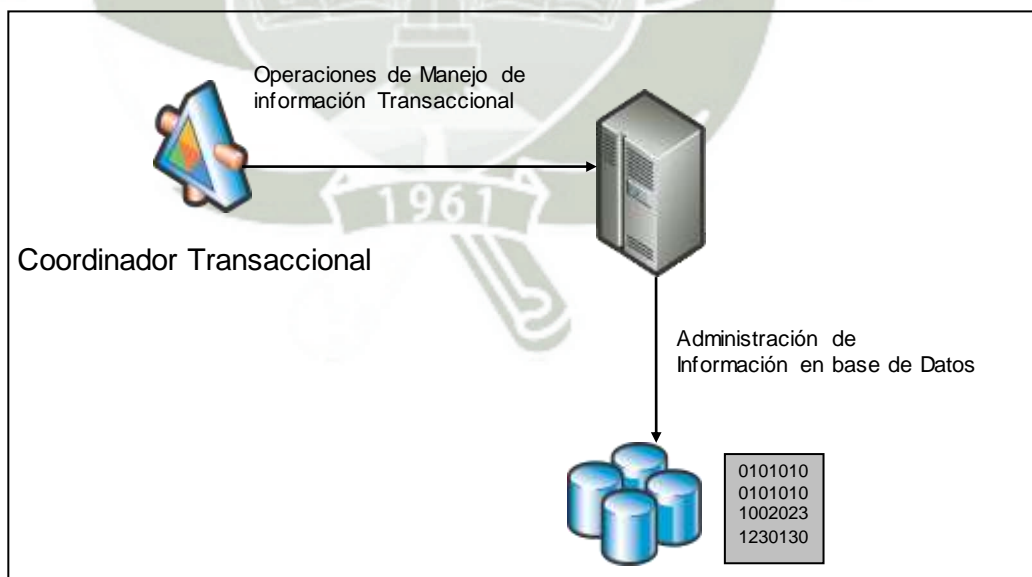 Operaciones de Manejo de
información Transaccional
1961
Coordinador Transaccional
Administración de
Información en base de Datos
0101010
0101010
1002023
1230130